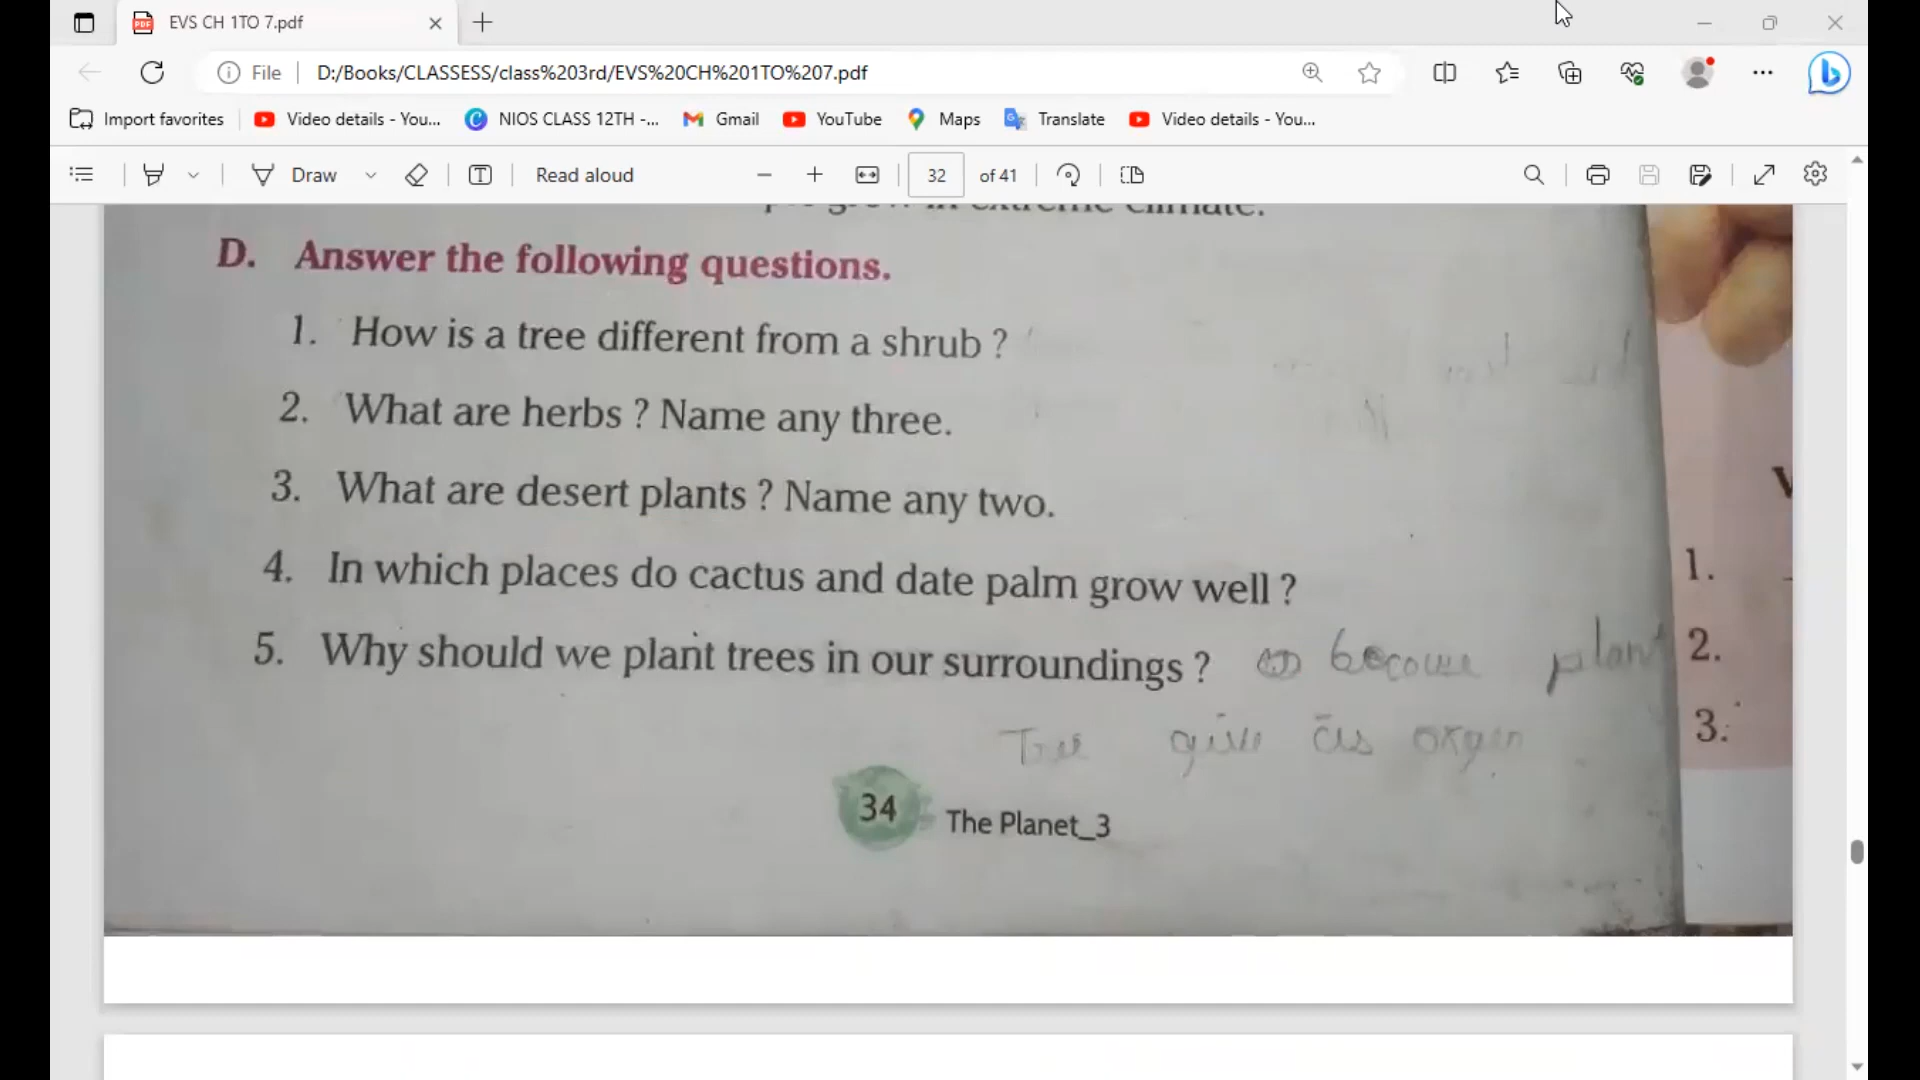 EVS CH 1TO 7.pdf
File D:/Books/CLASSESS/class%203rd/EVS%20CH%201TO%207.pdf
Import favorites Video details - You... NIOS CLASS 12TH -... Gmail YouTube Maps Translate Video details - You...
Draw Read aloud 32 of 41
grow in extreme climate.
D. Answer the following questions.
1. How is a tree different from a shrub ?
2. What are herbs ? Name any three.
3. What are desert plants ? Name any two.
4. In which places do cactus and date palm grow well ?
1.
5. Why should we plant trees in our surroundings ? plant
2.
Tree give us
3.
34 The Planet_3